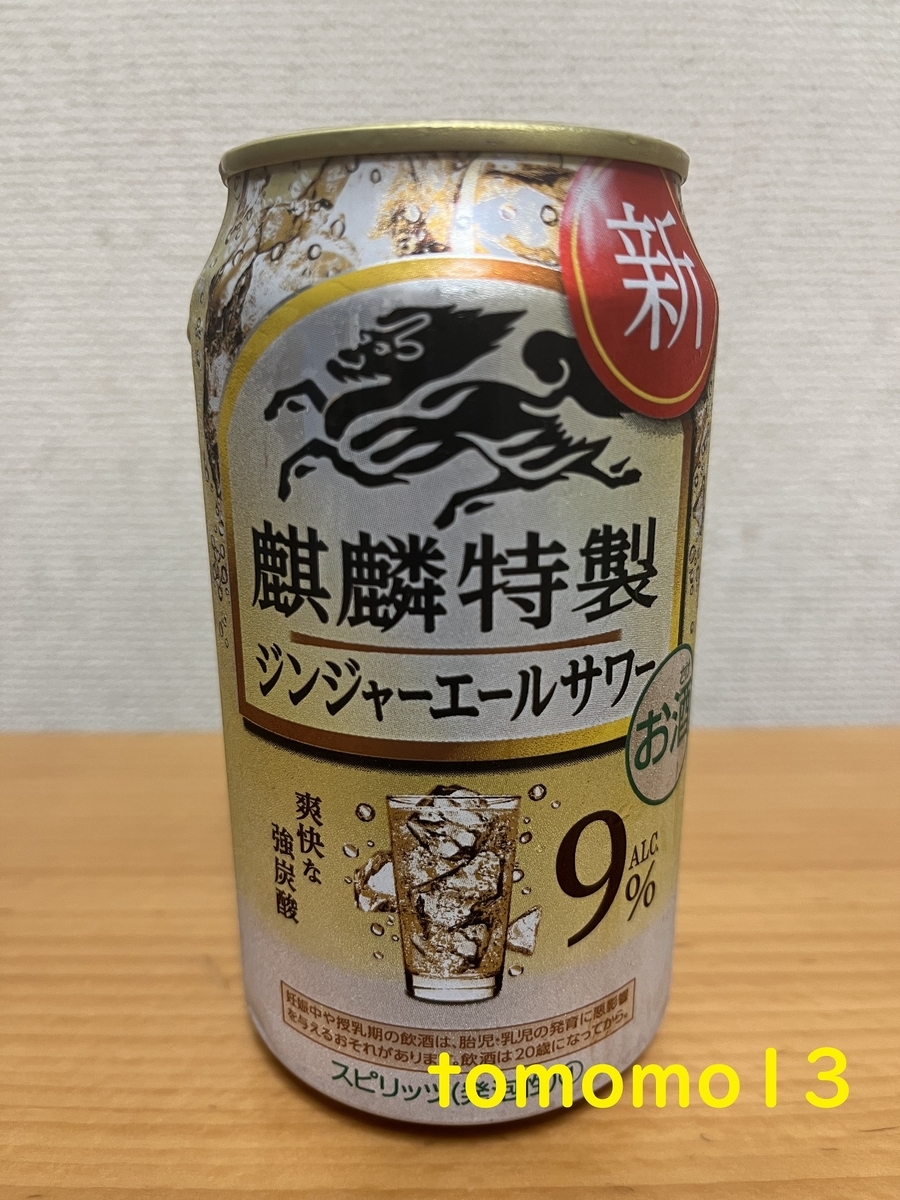 新
麒麟特製
ジンジャーエールサワー
お酒
爽快な
強炭酸
9
ALC.
%
妊娠中や授乳期の飲酒は、胎児・乳児の発育に悪影響
を与えるおそれがあります。飲酒は20歳になってから。
スピリッツ(発泡性)①
tomomo13